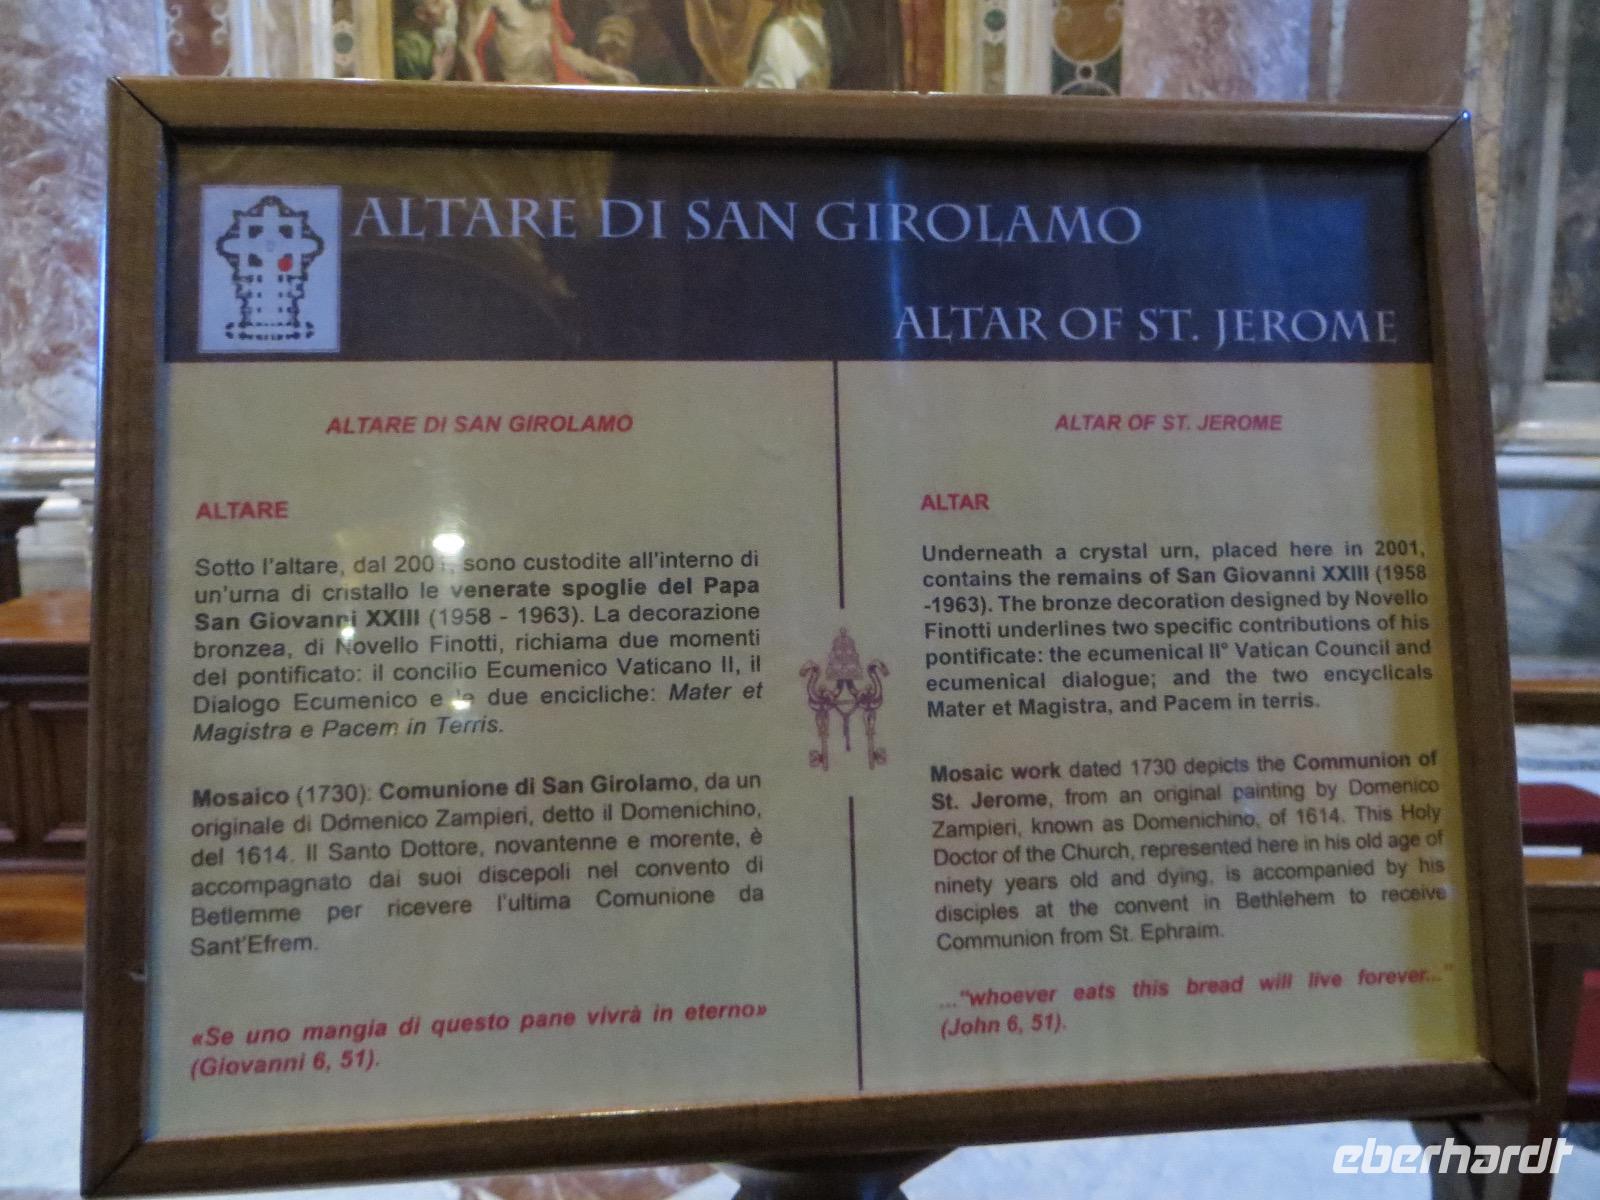 ALTARE DI SAN GIROLAMO
ALTAR OF ST. JEROME
ALTARE DI SAN GIROLAMO
ALTARE
Sotto l'altare, dal 2001, sono custodite all'interno di
un'urna di cristallo le venerate spoglie del Papa
San Giovanni XXIII (1958 - 1963). La decorazione
bronzea, di Novello Finotti, richiama due momenti
del pontificato: il concilio Ecumenico Vaticano II, il
Dialogo Ecumenico e le due encicliche: Mater et
Magistra e Pacem in Terris.
Mosaico (1730): Comunione di San Girolamo, da un
originale di Domenico Zampieri, detto il Domenichino,
del 1614. Il Santo Dottore, novantenne e morente, è
accompagnato dai suoi discepoli nel convento di
Betlemme per ricevere l'ultima Comunione da
Sant'Efrem.
«Se uno mangia di questo pane vivrà in eterno»
(Giovanni 6, 51).
ALTAR OF ST. JEROME
ALTAR
Underneath a crystal urn, placed here in 2001,
contains the remains of San Giovanni XXIII (1958
-1963). The bronze decoration designed by Novello
Finotti underlines two specific contributions of his
pontificate: the ecumenical II° Vatican Council and
ecumenical dialogue; and the two encyclicals
Mater et Magistra, and Pacem in terris.
Mosaic work dated 1730 depicts the Communion of
St. Jerome, from an original painting by Domenico
Zampieri, known as Domenichino, of 1614. This Holy
Doctor of the Church, represented here in his old age of
ninety years old and dying, is accompanied by his
disciples at the convent in Bethlehem to receive
Communion from St. Ephraim.
..."whoever eats this bread will live forever..."
(John 6, 51).
eberhardt